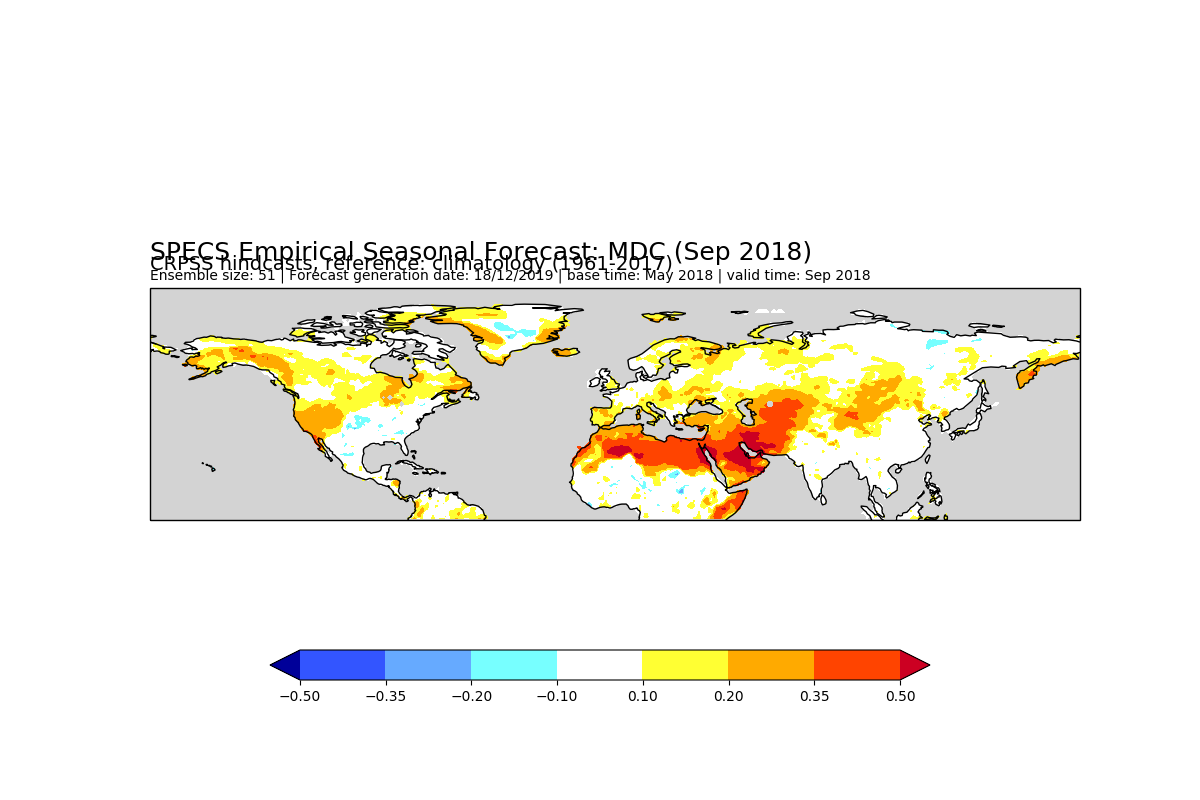 SPECS Empirical Seasonal Forecast: MDC (Sep 2018)
CRPSS hindcasts, reference: climatology (1961-2017)
Ensemble size: 51 | Forecast generation date: 18/12/2019 | base time: May 2018 | valid time: Sep 2018
−0.50 −0.35 −0.20 −0.10 0.10 0.20 0.35 0.50